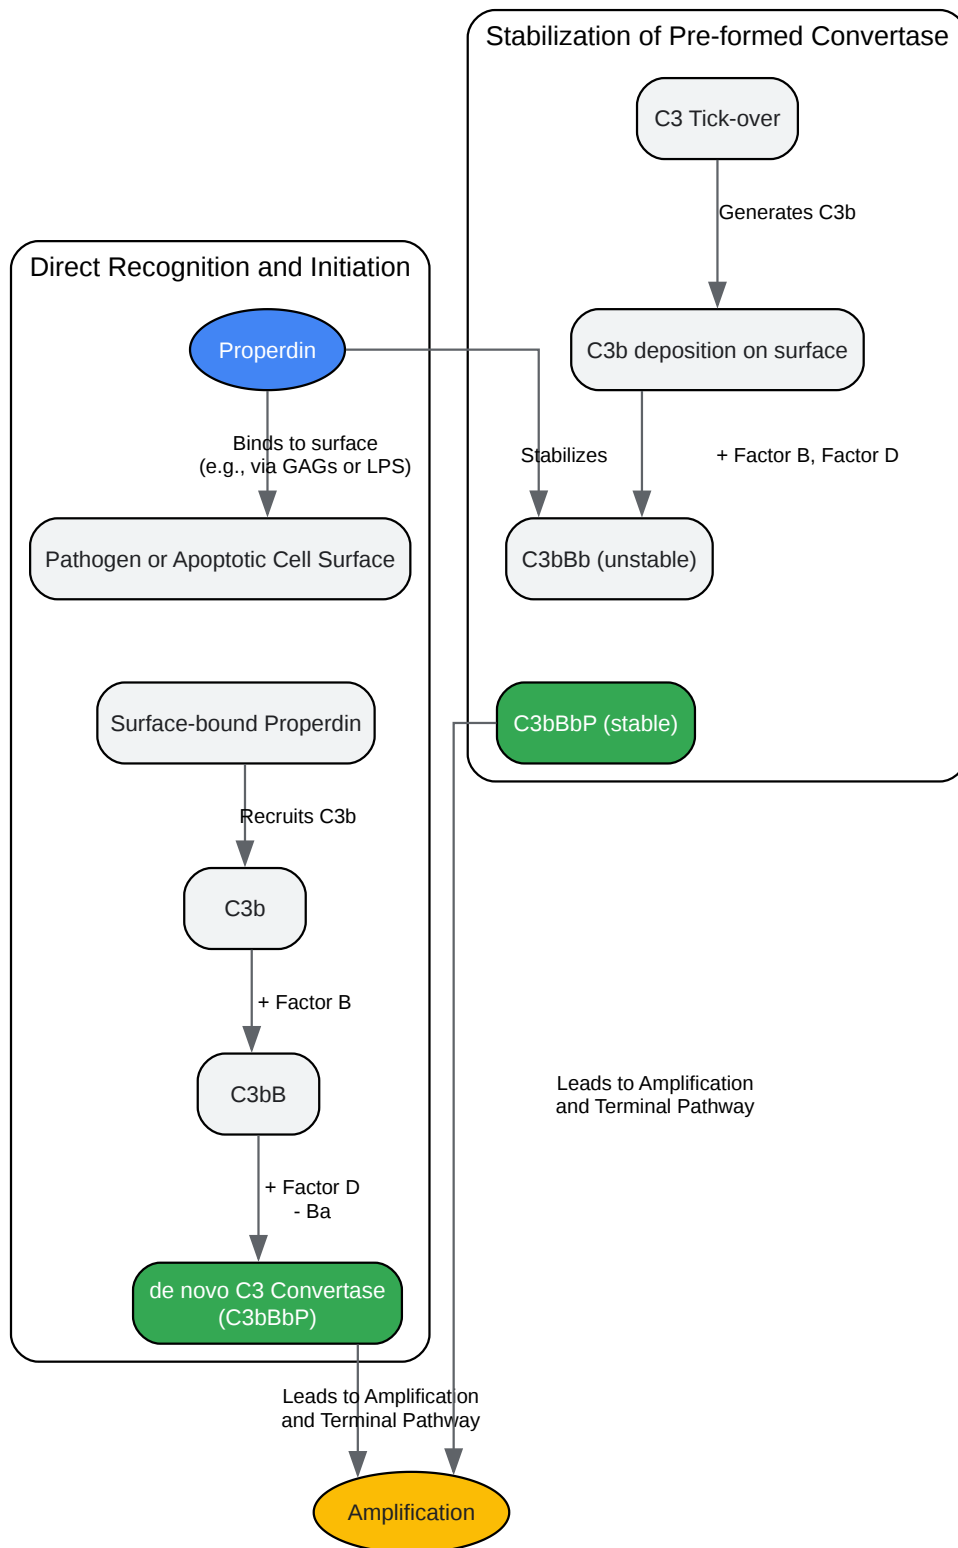 Stabilization of Pre-formed Convertase
C3 Tick-over
Generates C3b
C3b deposition on surface
Stabilizes
+ Factor B, Factor D
C3bBb (unstable)
C3bBbP (stable)
Leads to Amplification
and Terminal Pathway
Direct Recognition and Initiation
Properdin
Binds to surface
(e.g., via GAGs or LPS)
Pathogen or Apoptotic Cell Surface
Surface-bound Properdin
Recruits C3b
C3b
+ Factor B
C3bB
+ Factor D
- Ba
de novo C3 Convertase
(C3bBbP)
Leads to Amplification
and Terminal Pathway
Amplification